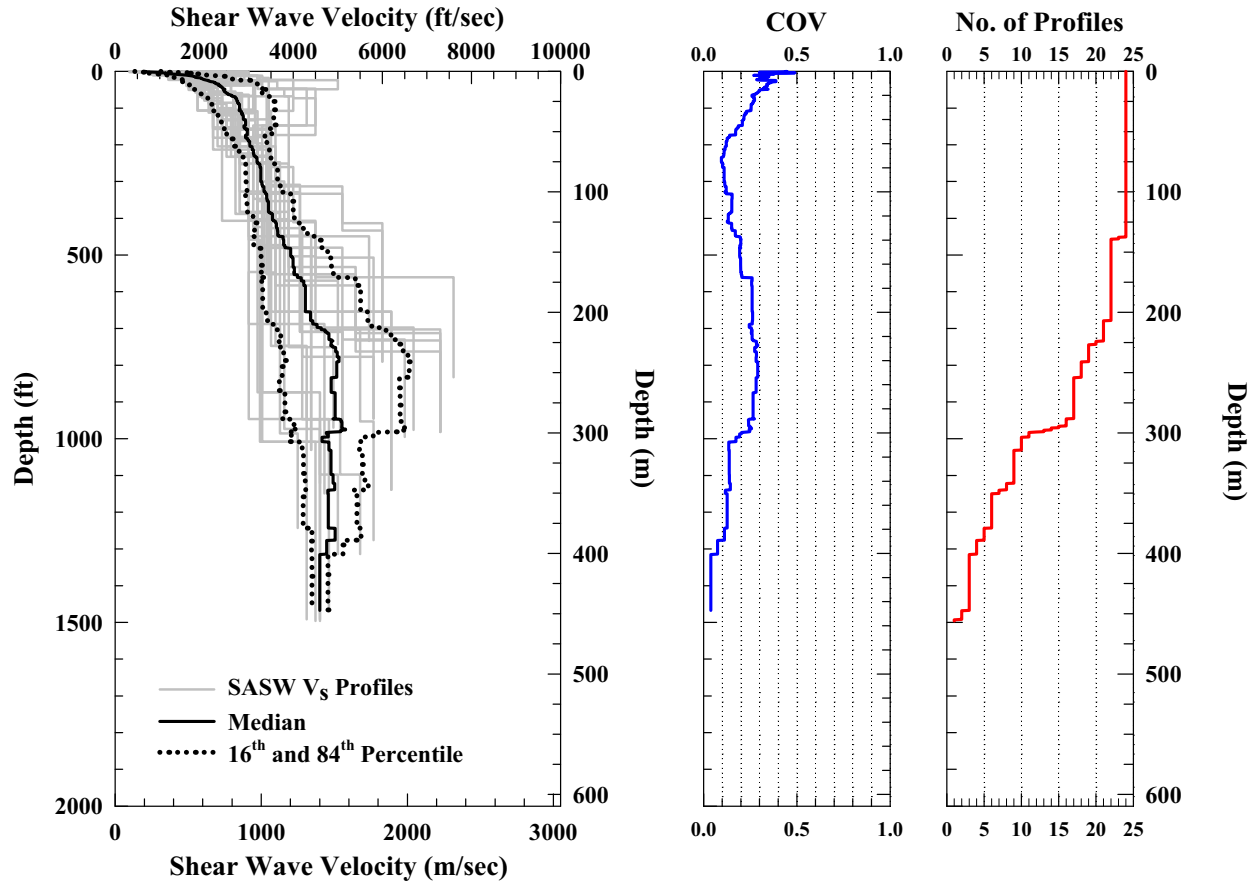 Shear Wave Velocity (ft/sec)
0 2000 4000 6000 8000 10000
COV
0.0 0.5 1.0
No. of Profiles
0 5 10 15 20 25
0
500
1000
1500
2000
Depth (ft)
0
100
200
300
400
500
600
Depth (m)
0
100
200
300
400
500
600
Depth (m)
SASW Vs Profiles
Median
16th and 84th Percentile
0 1000 2000 3000
Shear Wave Velocity (m/sec)
0.0 0.5 1.0
0 5 10 15 20 25